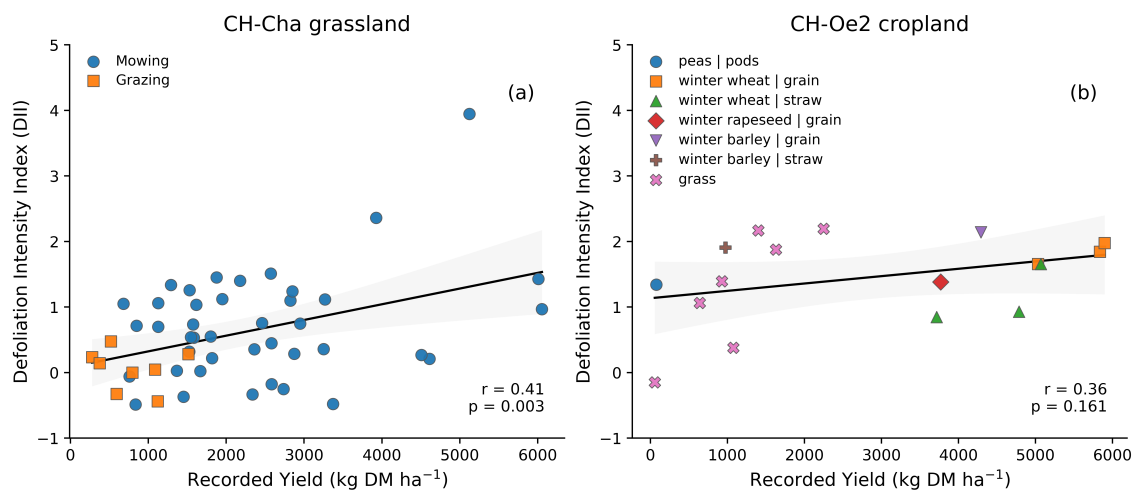 CH-Cha grassland
Defoliation Intensity Index (DII)
5
4
3
2
1
0
−1
Mowing
Grazing
(a)
r = 0.41
p = 0.003
0 1000 2000 3000 4000 5000 6000
Recorded Yield (kg DM ha⁻¹)
CH-Oe2 cropland
Defoliation Intensity Index (DII)
5
4
3
2
1
0
−1
peas | pods
winter wheat | grain
winter wheat | straw
winter rapeseed | grain
winter barley | grain
winter barley | straw
grass
(b)
r = 0.36
p = 0.161
0 1000 2000 3000 4000 5000 6000
Recorded Yield (kg DM ha⁻¹)